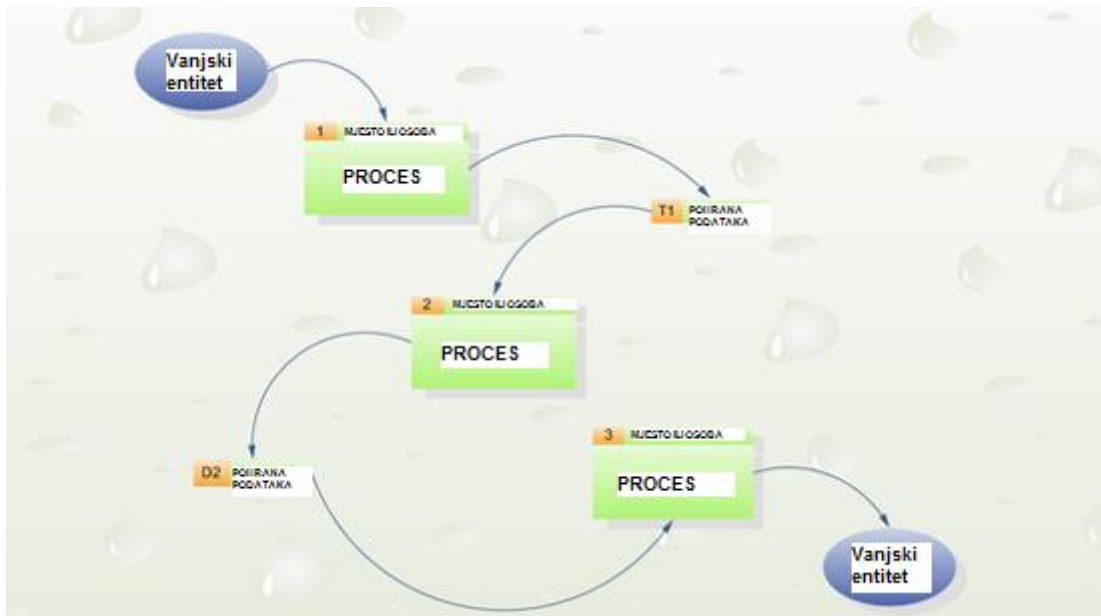 Vanjski
entitet
1 MJESTO ILI OSOBA
PROCES
T1 POHRANA
PODATAKA
2 MJESTO ILI OSOBA
PROCES
3 MJESTO ILI OSOBA
D2 POHRANA
PODATAKA
PROCES
Vanjski
entitet